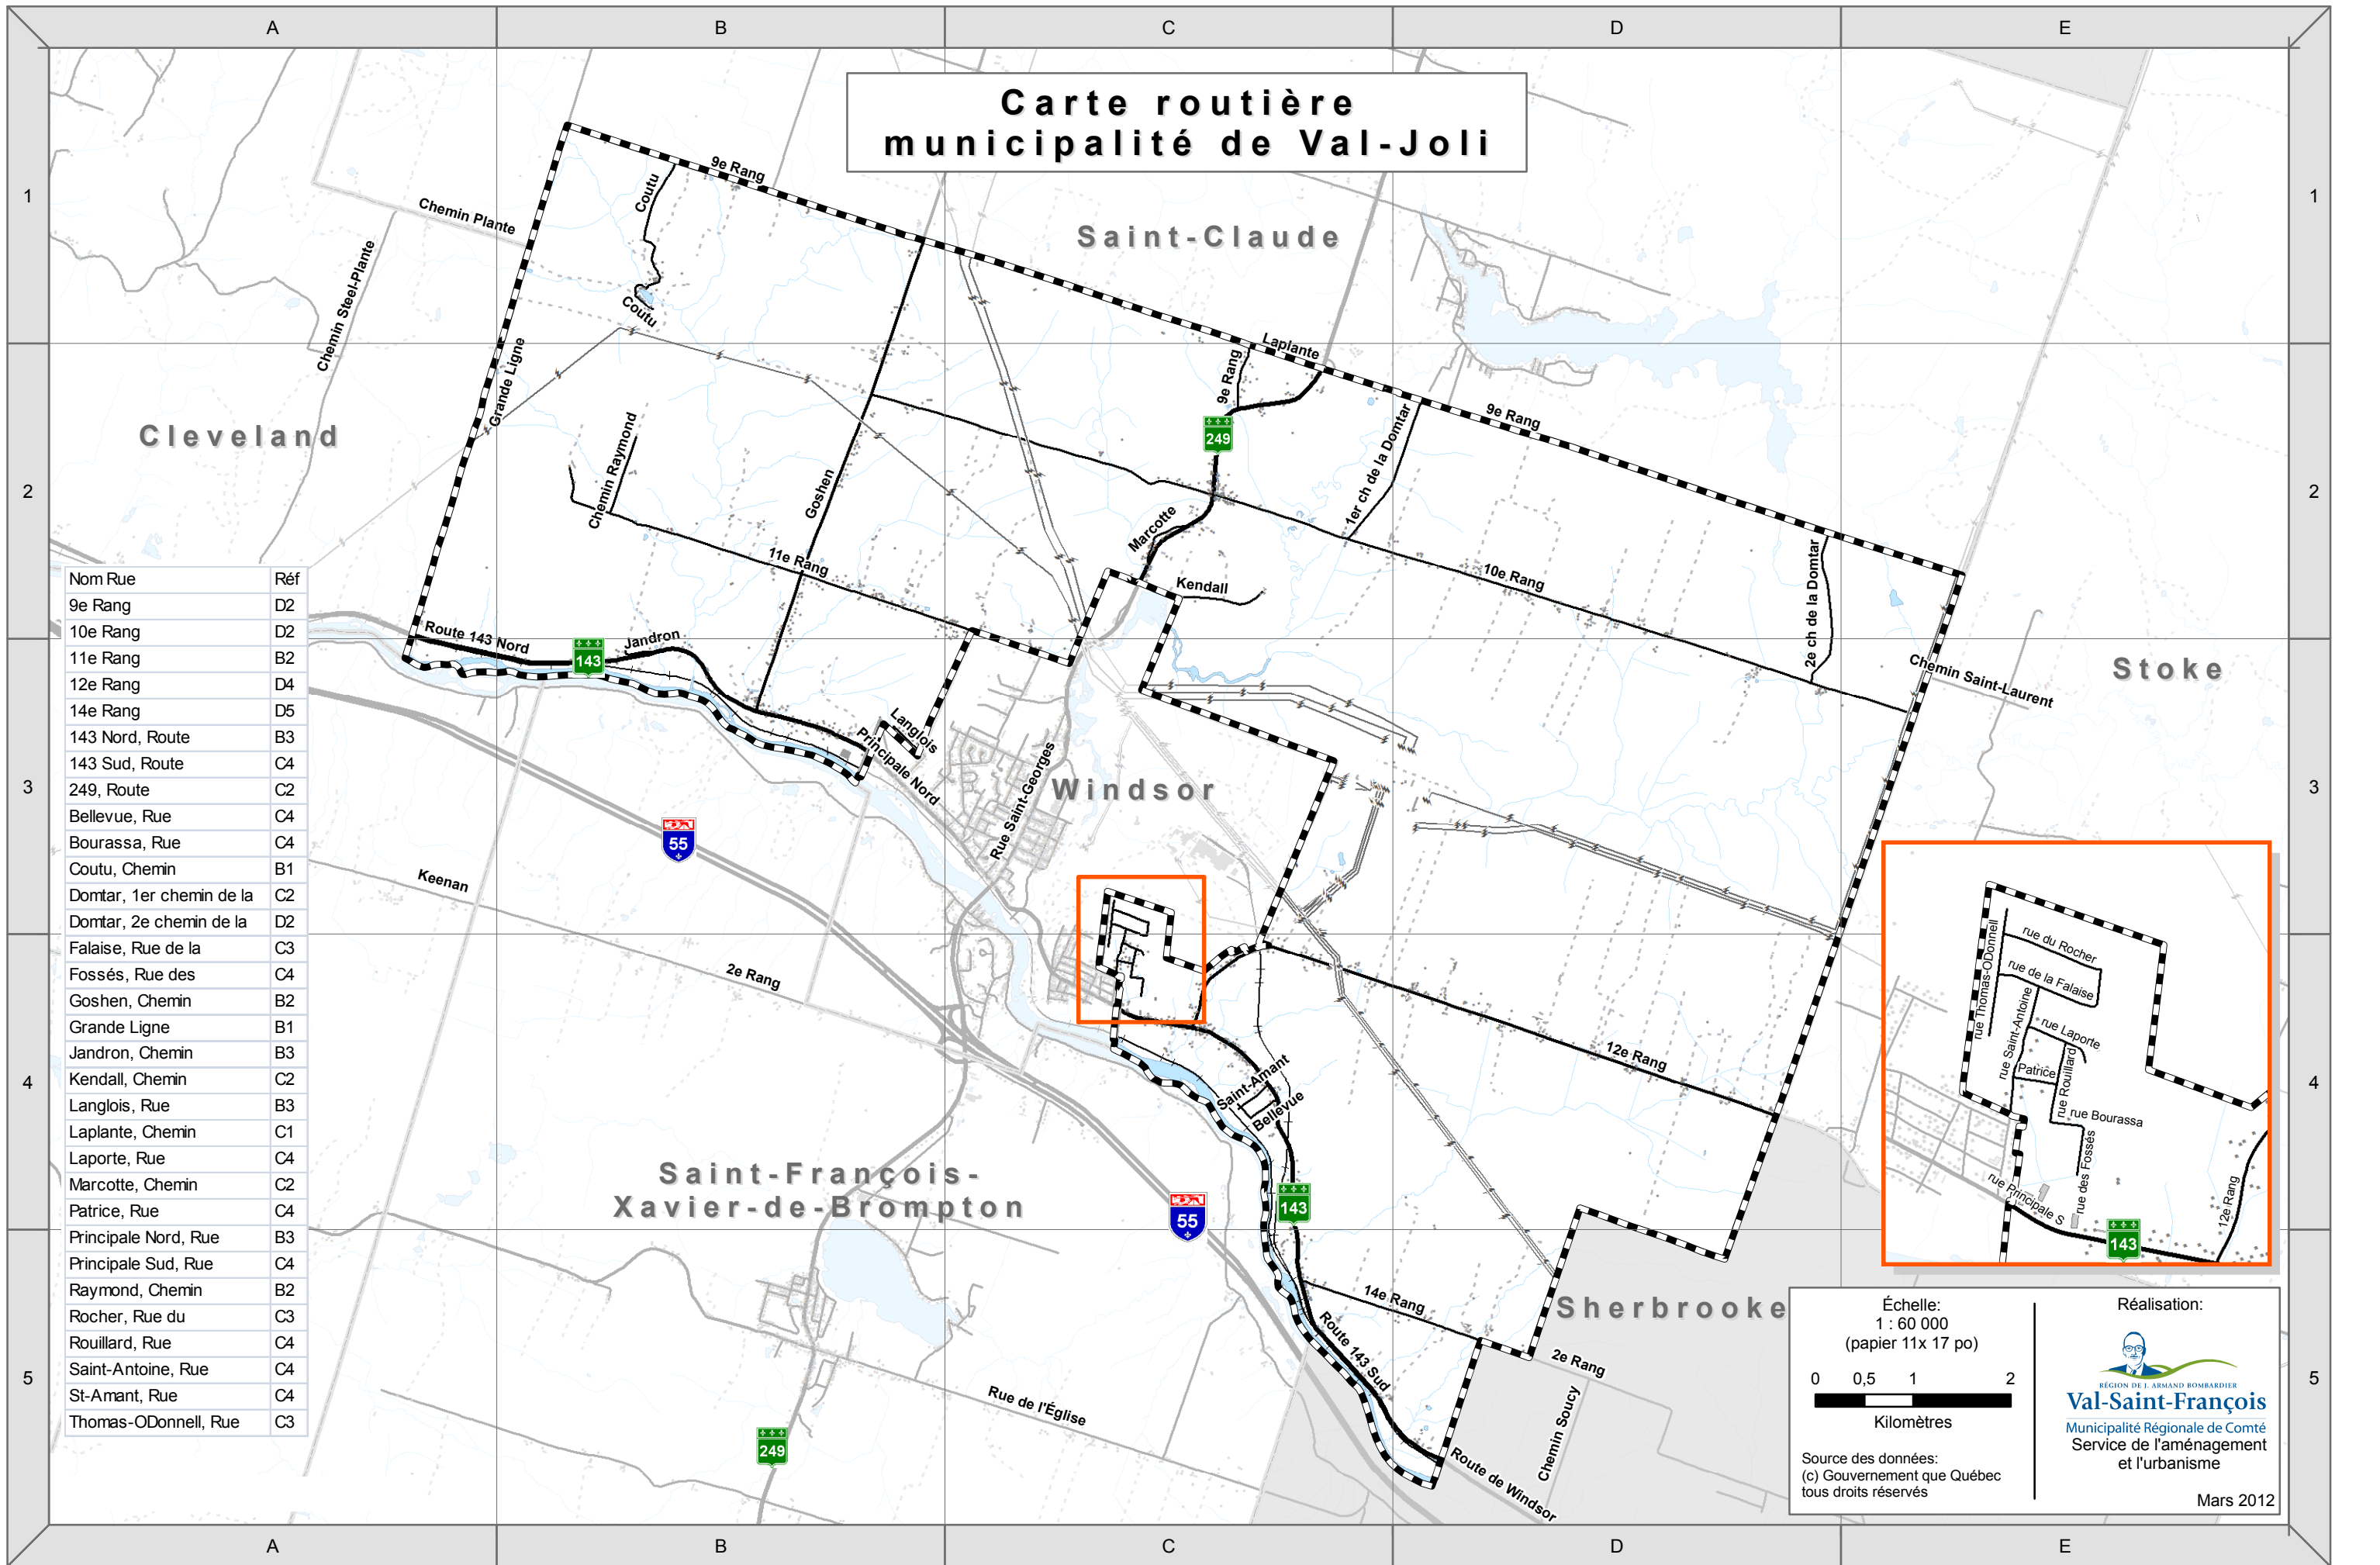 A
B
C
D
E
Carte routière
municipalité de Val-Joli
1
1
9e Rang
Coutu
Chemin Plante
Saint-Claude
Chemin Steel-Plante
Coutu
Grande Ligne
Laplante
9e Rang
249
Cleveland
Chemin Raymond
1er ch de la Domtar
9e Rang
2
2
Goshen
Marcotte
11e Rang
Kendall
10e Rang
2e ch de la Domtar
Nom Rue Réf
9e Rang D2
10e Rang D2
11e Rang B2
12e Rang D4
14e Rang D5
143 Nord, Route B3
143 Sud, Route C4
249, Route C2
Bellevue, Rue C4
Bourassa, Rue C4
Coutu, Chemin B1
Domtar, 1er chemin de la C2
Domtar, 2e chemin de la D2
Falaise, Rue de la C3
Fossés, Rue des C4
Goshen, Chemin B2
Grande Ligne B1
Jandron, Chemin B3
Kendall, Chemin C2
Langlois, Rue B3
Laplante, Chemin C1
Laporte, Rue C4
Marcotte, Chemin C2
Patrice, Rue C4
Principale Nord, Rue B3
Principale Sud, Rue C4
Raymond, Chemin B2
Rocher, Rue du C3
Rouillard, Rue C4
Saint-Antoine, Rue C4
St-Amant, Rue C4
Thomas-ODonnell, Rue C3
Route 143 Nord
143
Jandron
Chemin Saint-Laurent
Stoke
Langlois
Principale Nord
Rue Saint-Georges
Windsor
3
3
55
Keenan
2e Rang
12e Rang
4
4
Saint-Amant
Bellevue
Saint-François-
Xavier-de-Brompton
55
143
14e Rang
Sherbrooke
Route 143 Sud
2e Rang
5
5
Rue de l'Église
Chemin Soucy
249
Route de Windsor
rue Thomas-ODonnell
rue du Rocher
rue de la Falaise
rue Saint-Antoine
rue Laporte
Patrice
rue Rouillard
rue Bourassa
rue des Fossés
rue Principale S
12e Rang
143
Échelle:
1 : 60 000
(papier 11x 17 po)
0 0,5 1 2
Kilomètres
Source des données:
(c) Gouvernement que Québec
tous droits réservés
Réalisation:
RÉGION DE J. ARMAND BOMBARDIER
Val-Saint-François
Municipalité Régionale de Comté
Service de l'aménagement
et l'urbanisme
Mars 2012
A
B
C
D
E